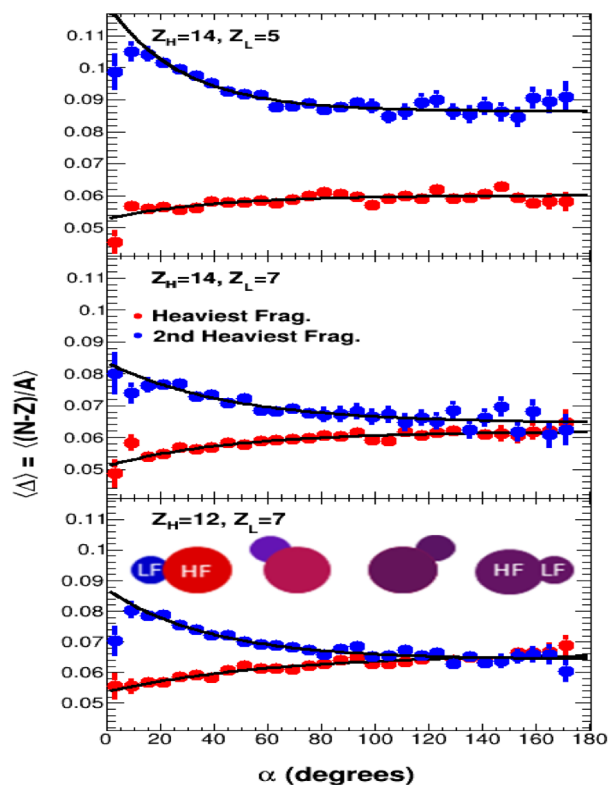 Z_H=14, Z_L=5
0.11
0.1
0.09
0.08
0.07
0.06
0.05
Z_H=14, Z_L=7
Heaviest Frag.
2nd Heaviest Frag.
0.11
0.1
0.09
0.08
0.07
0.06
0.05
⟨Δ⟩ = ⟨(N-Z)/A⟩
Z_H=12, Z_L=7
LF HF HF LF
0.11
0.1
0.09
0.08
0.07
0.06
0.05
0 20 40 60 80 100 120 140 160 180
α (degrees)